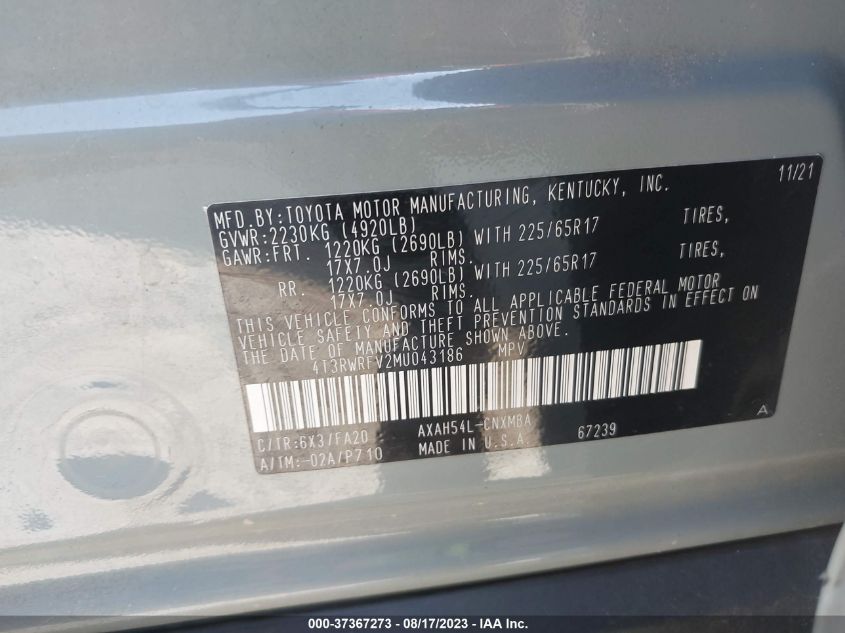 11/21
MFD. BY: TOYOTA MOTOR MANUFACTURING, KENTUCKY, INC.
GVWR: 2230KG (4920LB)
GAWR: FRT. 1220KG (2690LB) WITH 225/65R17 TIRES,
17X7.0J RIMS.
RR. 1220KG (2690LB) WITH 225/65R17 TIRES,
17X7.0J RIMS.
THIS VEHICLE CONFORMS TO ALL APPLICABLE FEDERAL MOTOR
VEHICLE SAFETY AND THEFT PREVENTION STANDARDS IN EFFECT ON
THE DATE OF MANUFACTURE SHOWN ABOVE.
4T3RWRFV2MU043186 MPV
C/TR: 6X3/FA20 AXAH54L-CNXMBA
A/TM: -02A/P710 MADE IN U.S.A. 67239 A
000-37367273 - 08/17/2023 - IAA Inc.